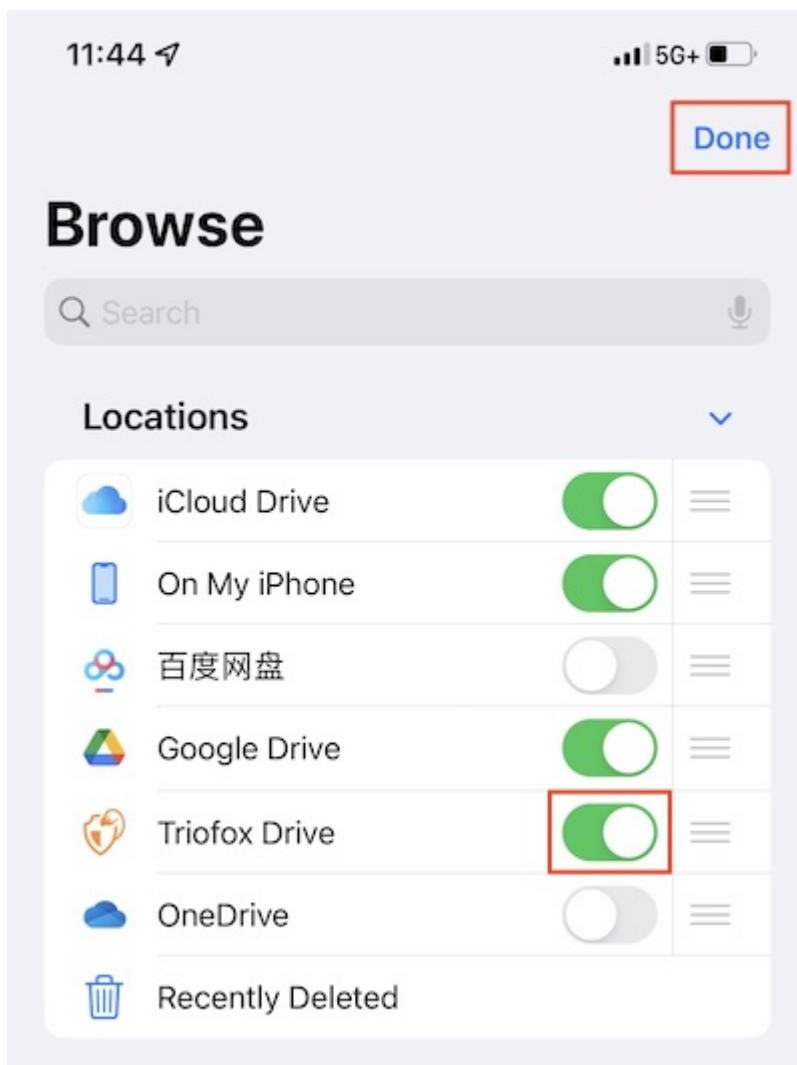 11:44
5G+
Done
Browse
Search
Locations
iCloud Drive
On My iPhone
百度网盘
Google Drive
Triofox Drive
OneDrive
Recently Deleted